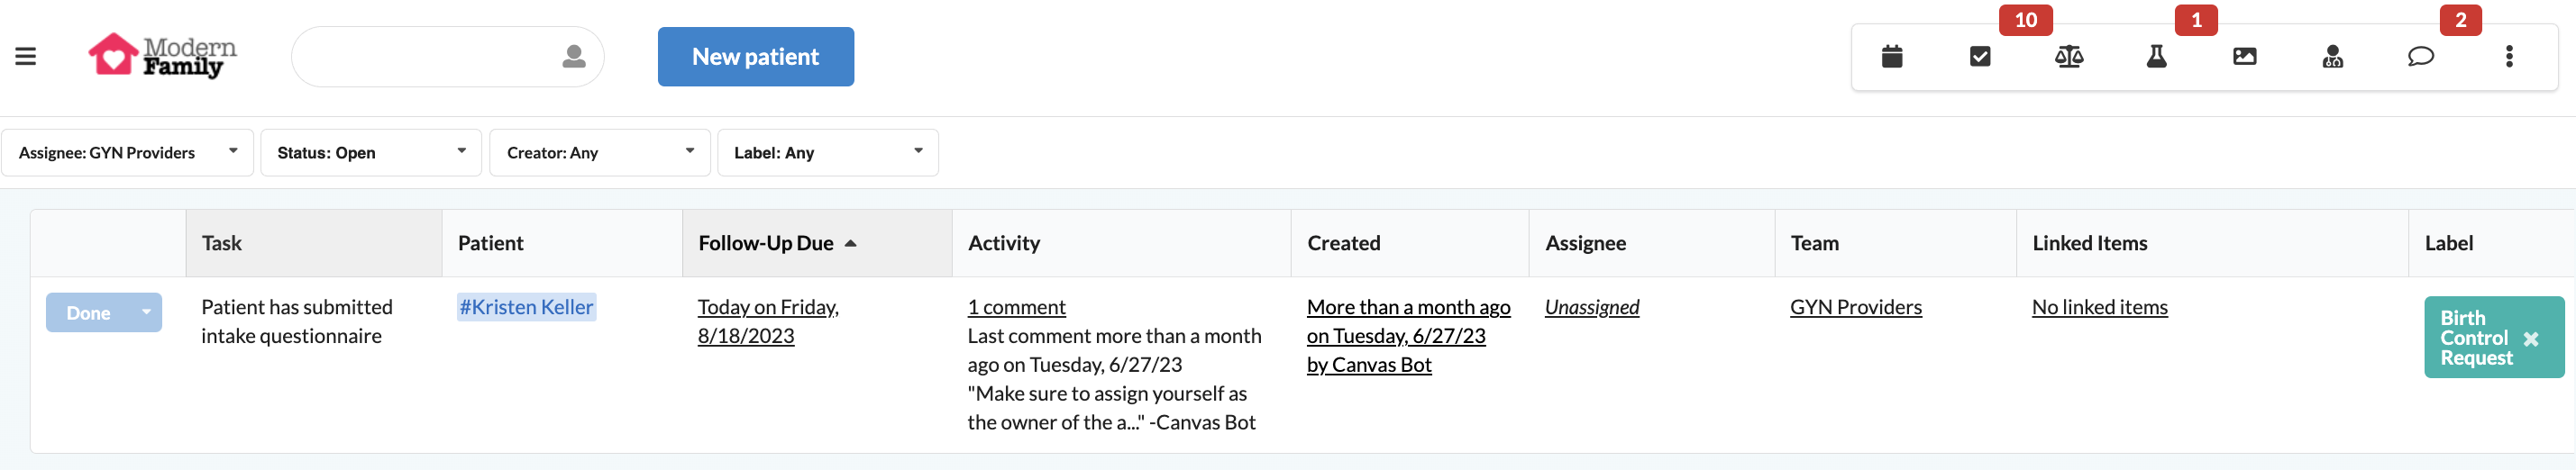 10
1
2
Modern
Family
New patient
Assignee: GYN Providers
Status: Open
Creator: Any
Label: Any
Task
Patient
Follow-Up Due
Activity
Created
Assignee
Team
Linked Items
Label
Done
Patient has submitted
intake questionnaire
#Kristen Keller
Today on Friday,
8/18/2023
1 comment
Last comment more than a month
ago on Tuesday, 6/27/23
"Make sure to assign yourself as
the owner of the a..." -Canvas Bot
More than a month ago
on Tuesday, 6/27/23
by Canvas Bot
Unassigned
GYN Providers
No linked items
Birth
Control
Request